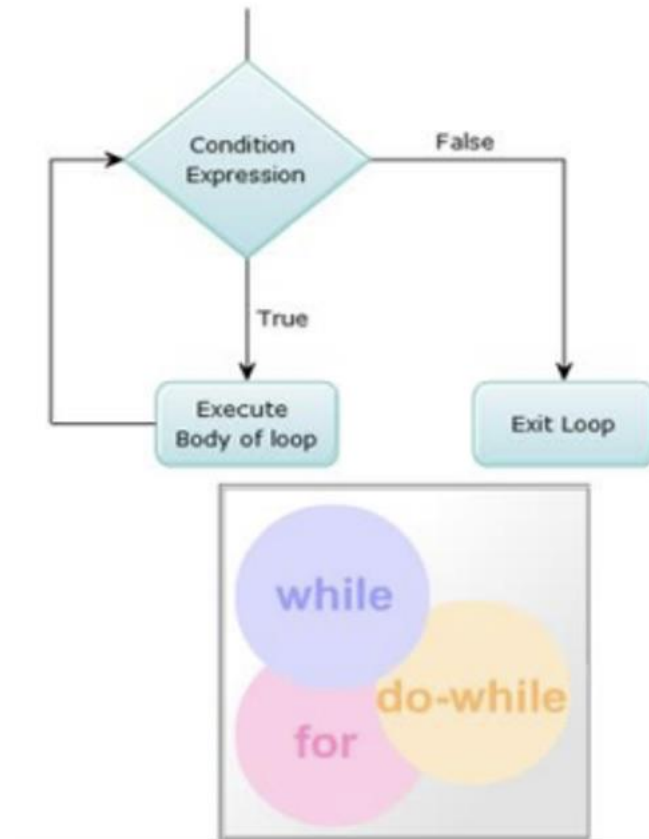 Condition
Expression
False
True
Execute
Body of loop
Exit Loop
while
do-while
for